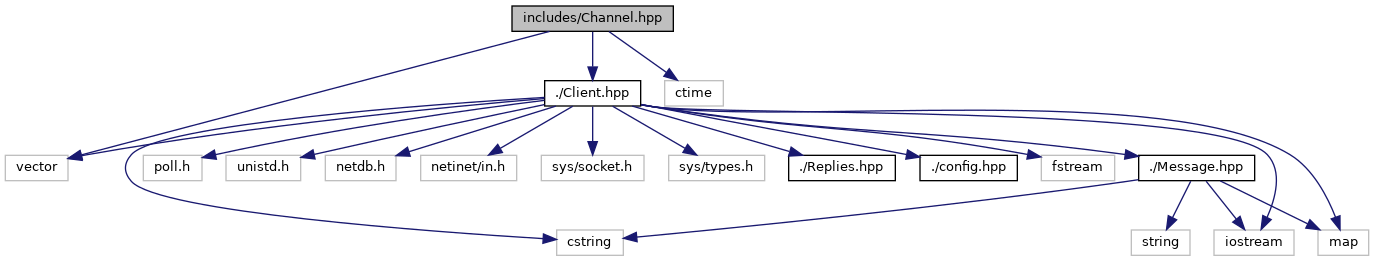 includes/Channel.hpp
./Client.hpp
ctime
vector
poll.h
unistd.h
netdb.h
netinet/in.h
sys/socket.h
sys/types.h
./Replies.hpp
./config.hpp
fstream
./Message.hpp
cstring
string
iostream
map